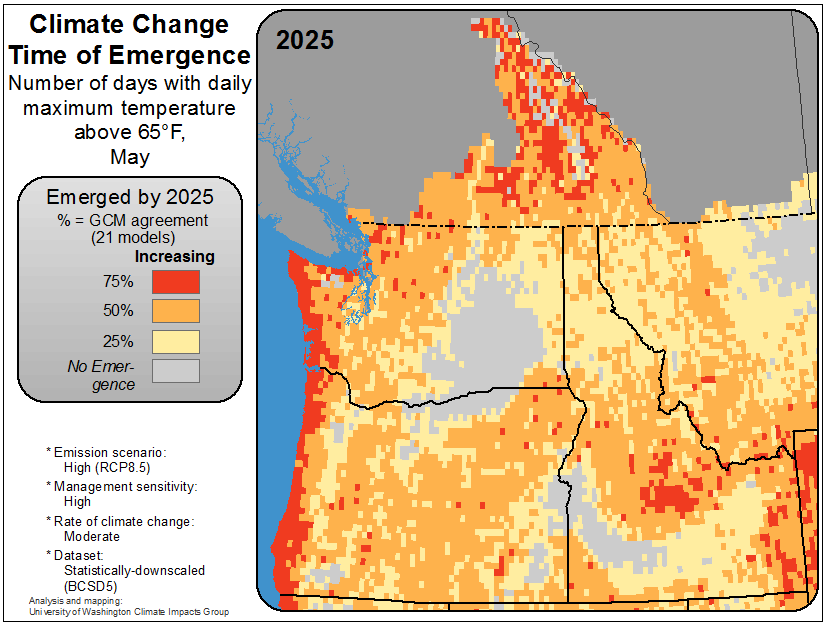 Climate Change
Time of Emergence
Number of days with daily
maximum temperature
above 65°F,
May
Emerged by 2025
% = GCM agreement
(21 models)
Increasing
75%
50%
25%
No Emer-
gence
* Emission scenario:
High (RCP8.5)
* Management sensitivity:
High
* Rate of climate change:
Moderate
* Dataset:
Statistically-downscaled
(BCSD5)
Analysis and mapping:
University of Washington Climate Impacts Group
2025